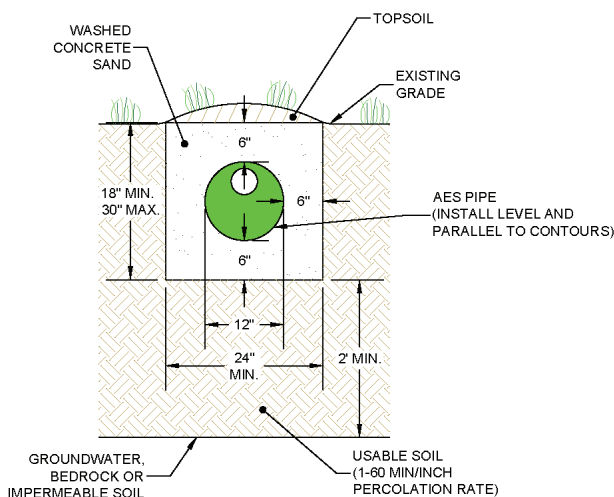 WASHED
CONCRETE
SAND
TOPSOIL
EXISTING
GRADE
6"
18" MIN.
30" MAX.
6"
AES PIPE
(INSTALL LEVEL AND
PARALLEL TO CONTOURS)
6"
12"
24"
MIN.
2' MIN.
GROUNDWATER,
BEDROCK OR
IMPERMEABLE SOIL
USABLE SOIL
(1-60 MIN/INCH
PERCOLATION RATE)